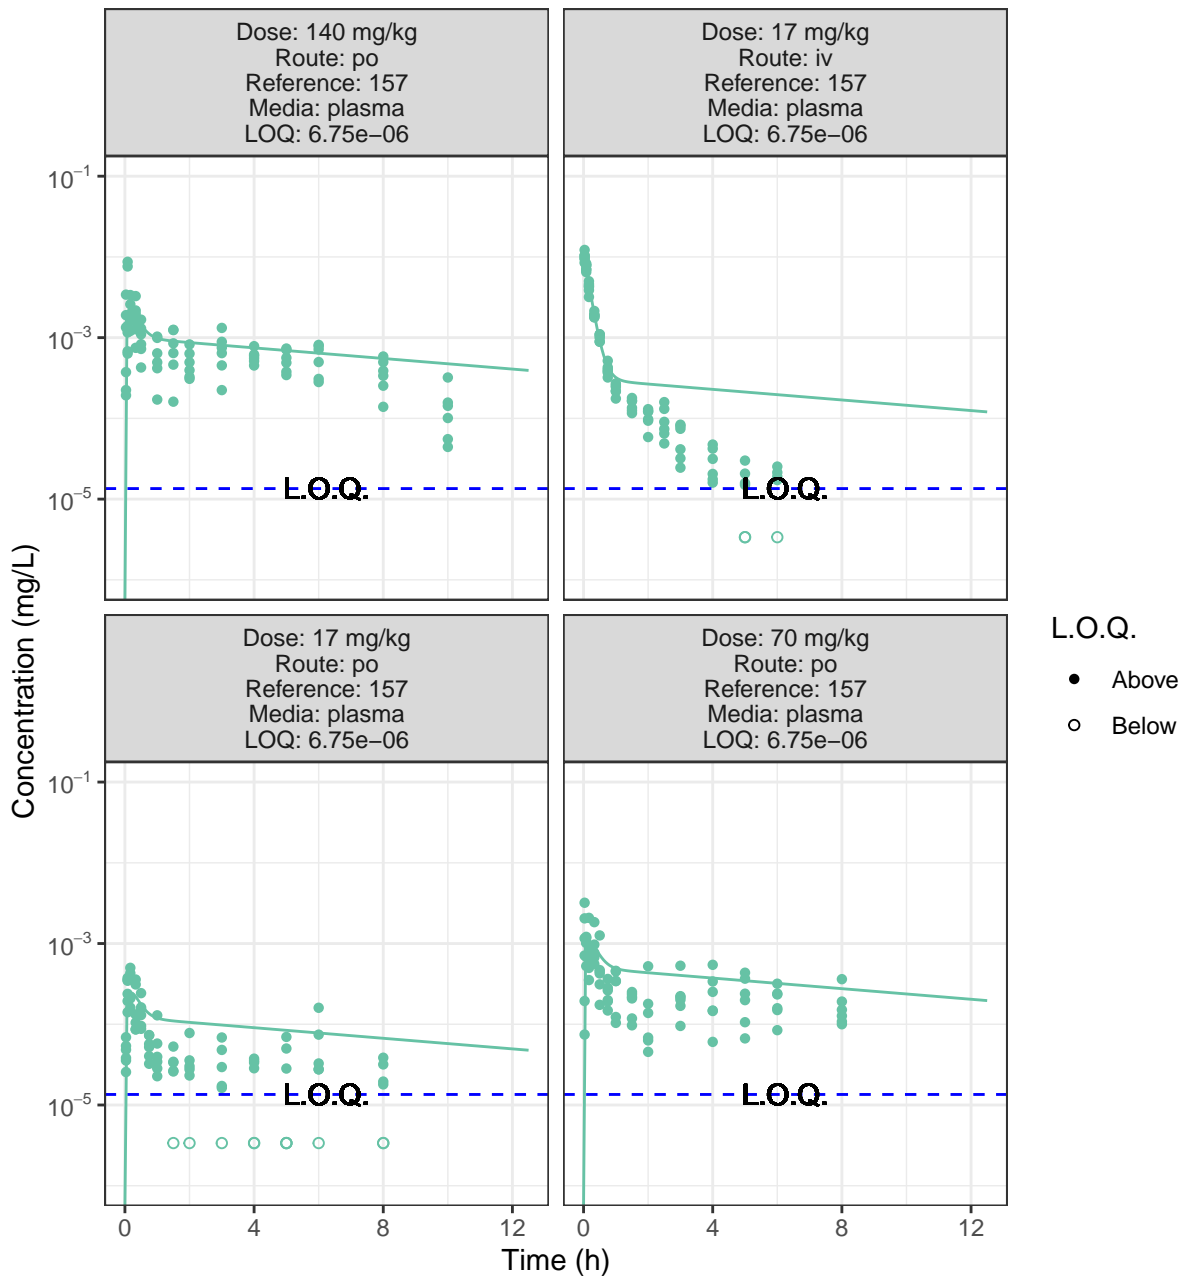 Dose: 140 mg/kg
Route: po
Reference: 157
Media: plasma
LOQ: 6.75e−06
Dose: 17 mg/kg
Route: iv
Reference: 157
Media: plasma
LOQ: 6.75e−06
10⁻¹
10⁻³
10⁻⁵
L.O.Q.
L.O.Q.
Dose: 17 mg/kg
Route: po
Reference: 157
Media: plasma
LOQ: 6.75e−06
Dose: 70 mg/kg
Route: po
Reference: 157
Media: plasma
LOQ: 6.75e−06
10⁻¹
10⁻³
10⁻⁵
L.O.Q.
L.O.Q.
0 4 8 12
0 4 8 12
Time (h)
Concentration (mg/L)
L.O.Q.
Above
Below